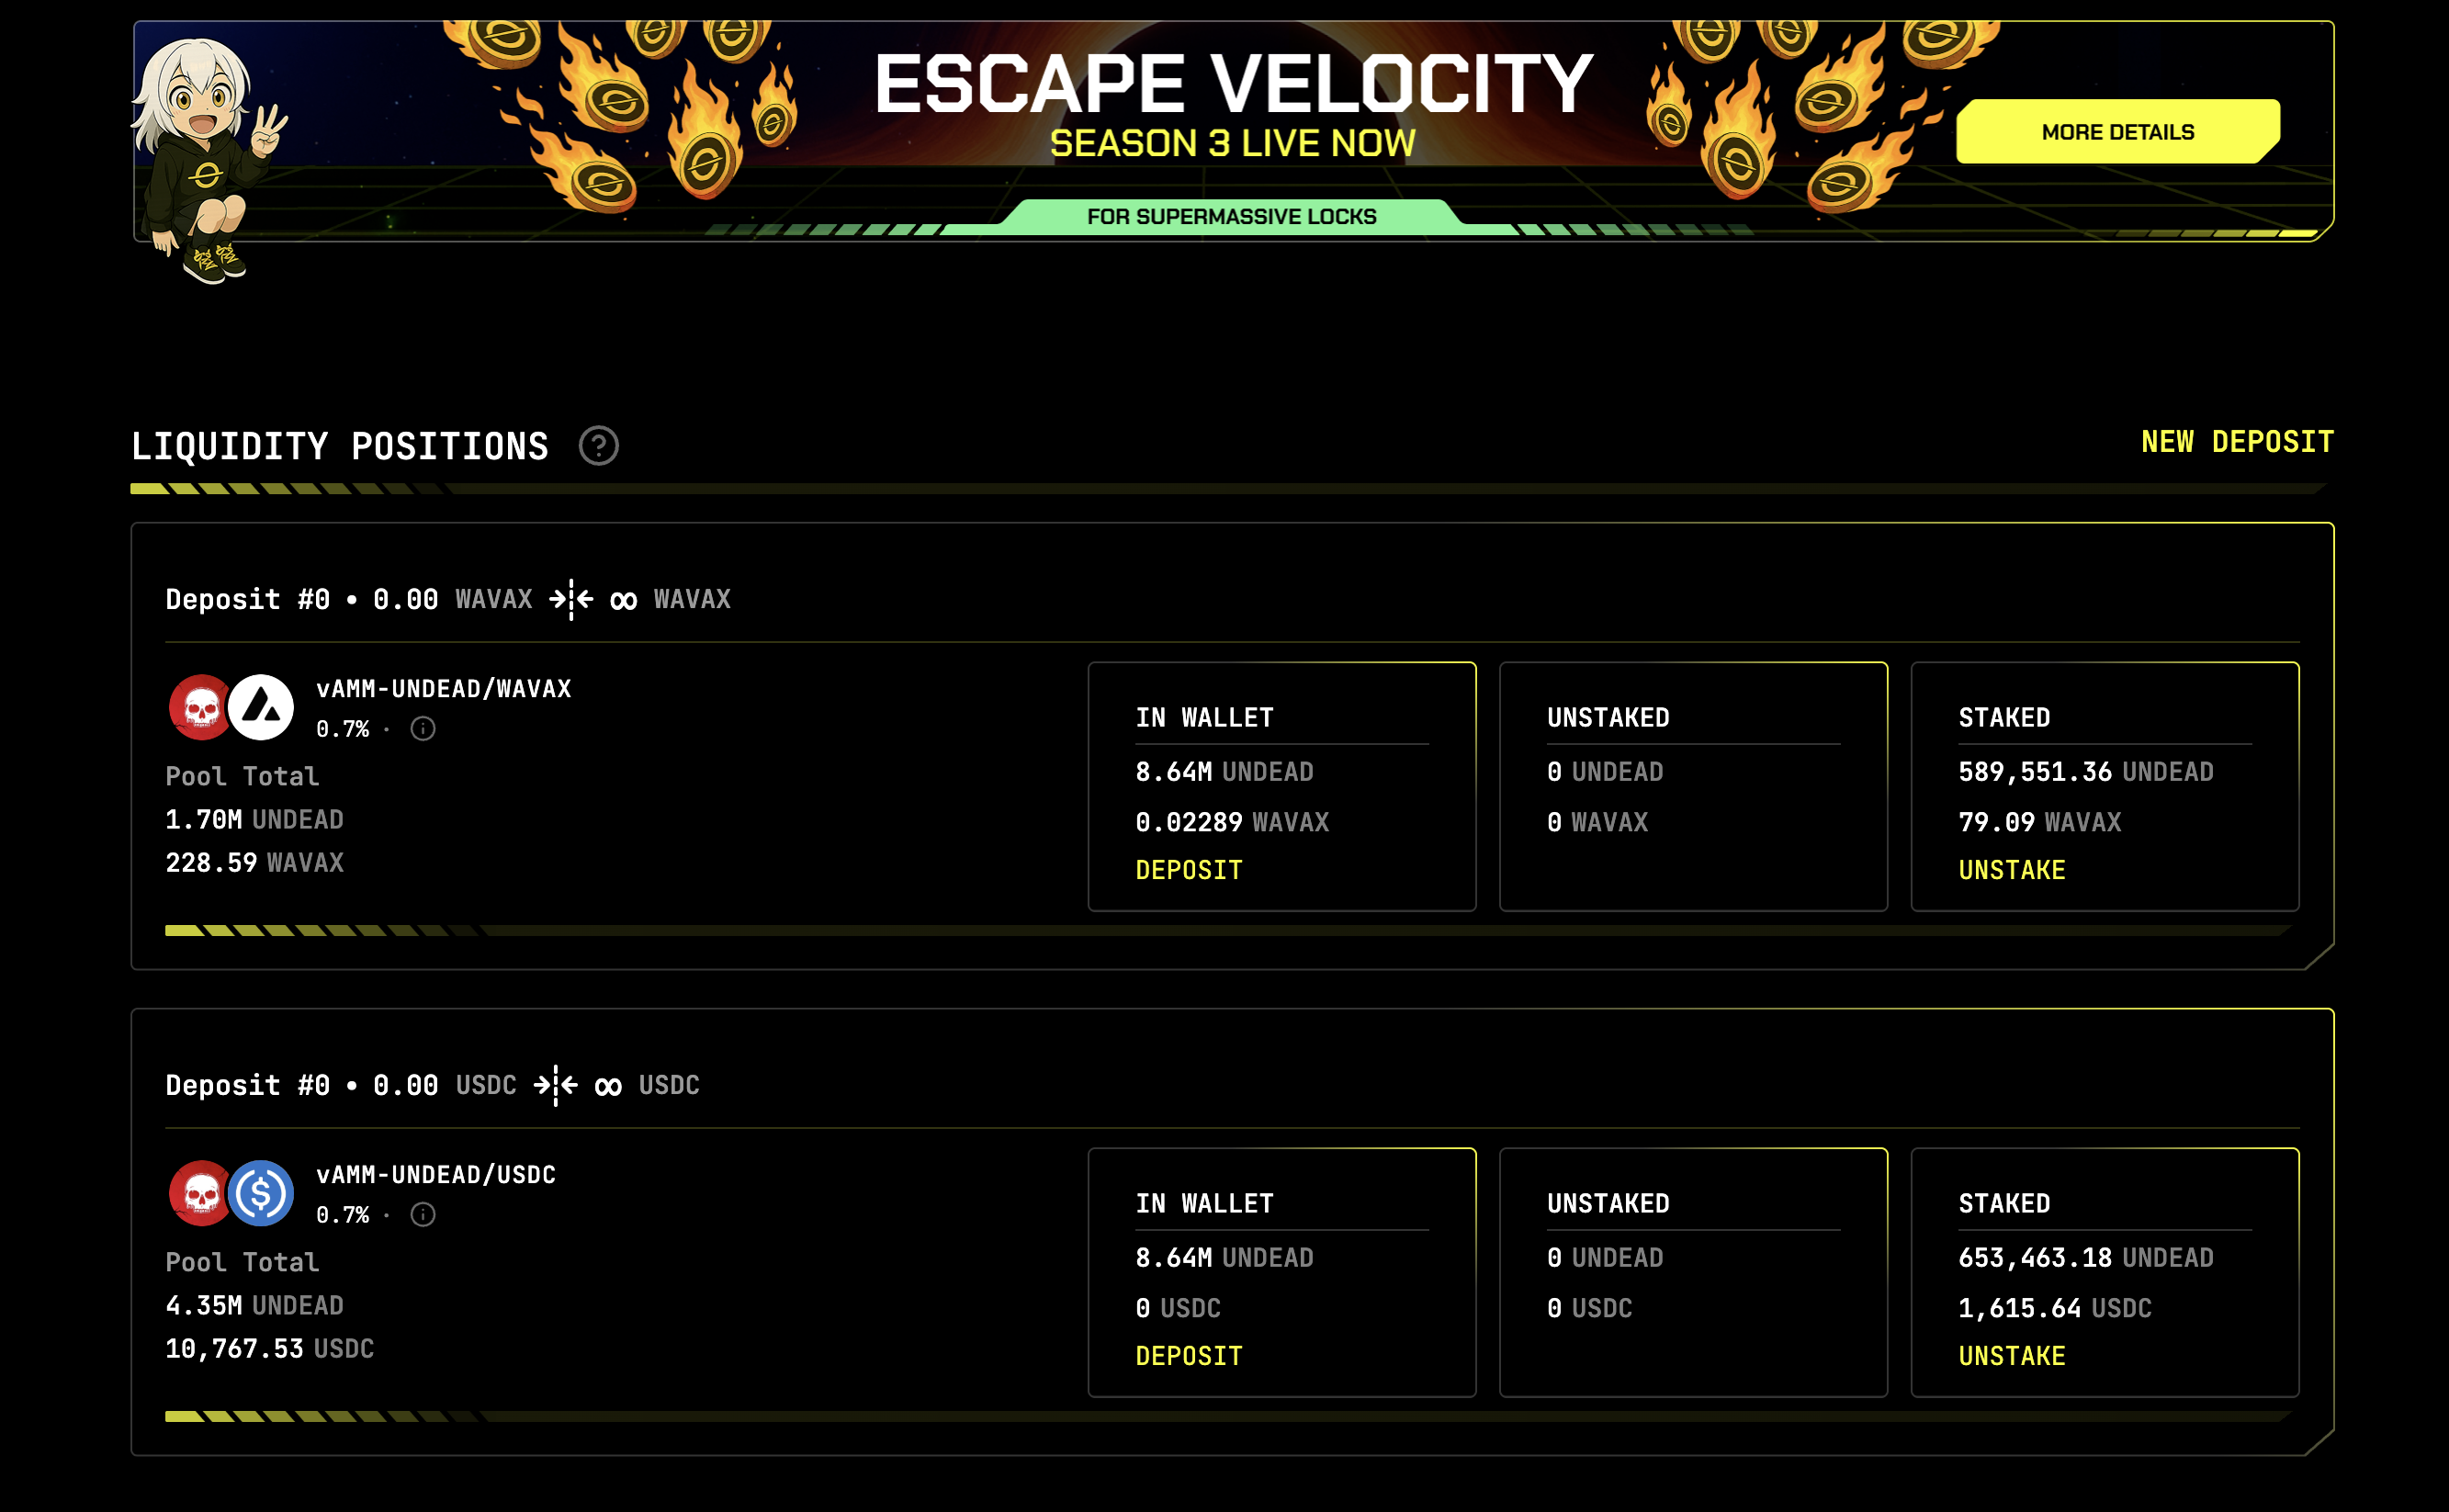 ESCAPE VELOCITY
SEASON 3 LIVE NOW
MORE DETAILS
FOR SUPERMASSIVE LOCKS
LIQUIDITY POSITIONS
NEW DEPOSIT
Deposit #0 • 0.00 WAVAX ∞ WAVAX
vAMM-UNDEAD/WAVAX
0.7% ·
Pool Total
1.70M UNDEAD
228.59 WAVAX
IN WALLET
8.64M UNDEAD
0.02289 WAVAX
DEPOSIT
UNSTAKED
0 UNDEAD
0 WAVAX
STAKED
589,551.36 UNDEAD
79.09 WAVAX
UNSTAKE
Deposit #0 • 0.00 USDC ∞ USDC
vAMM-UNDEAD/USDC
0.7% ·
Pool Total
4.35M UNDEAD
10,767.53 USDC
IN WALLET
8.64M UNDEAD
0 USDC
DEPOSIT
UNSTAKED
0 UNDEAD
0 USDC
STAKED
653,463.18 UNDEAD
1,615.64 USDC
UNSTAKE